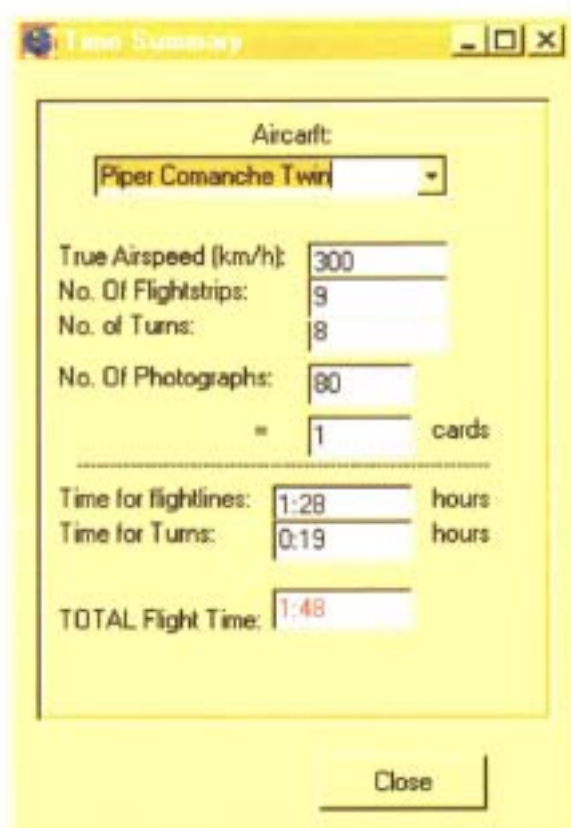 Time Summary
Aircarft:
Piper Comanche Twin
True Airspeed (km/h): 300
No. Of Flightstrips: 9
No. of Turns: 8
No. Of Photographs: 80
= 1 cards
Time for flightlines: 1:28 hours
Time for Turns: 0:19 hours
TOTAL Flight Time: 1:48
Close